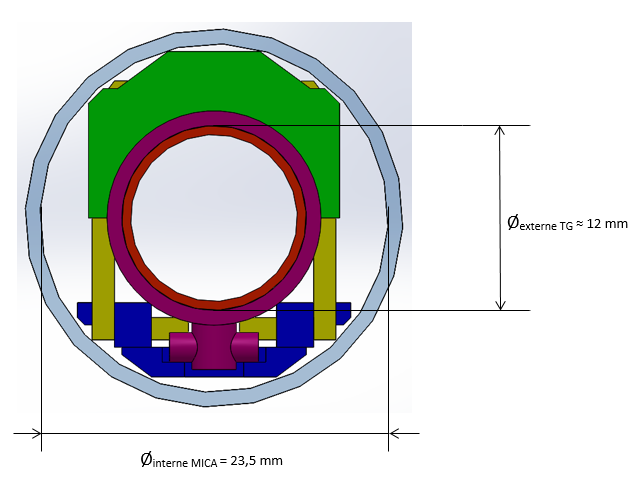 Øexterne TG ≈ 12 mm
Øinterne MICA = 23,5 mm